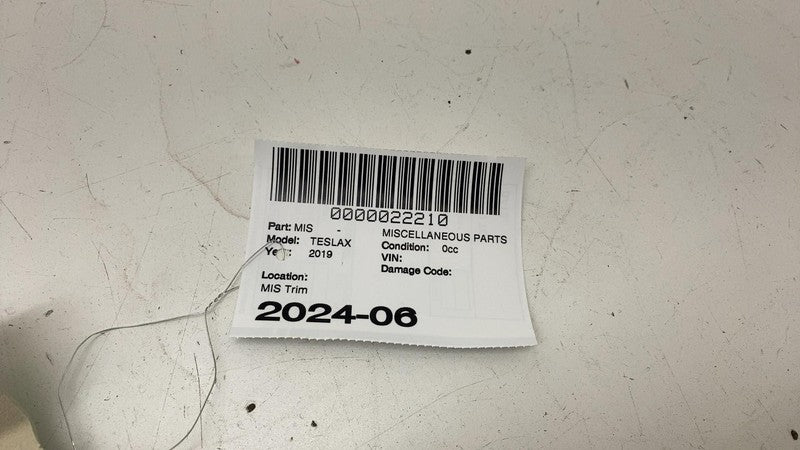 0000022210
Part: MIS - MISCELLANEOUS PARTS
Model: TESLAX Condition: 0cc
2019 VIN:
Damage Code:
Location:
MIS Trim
2024-06